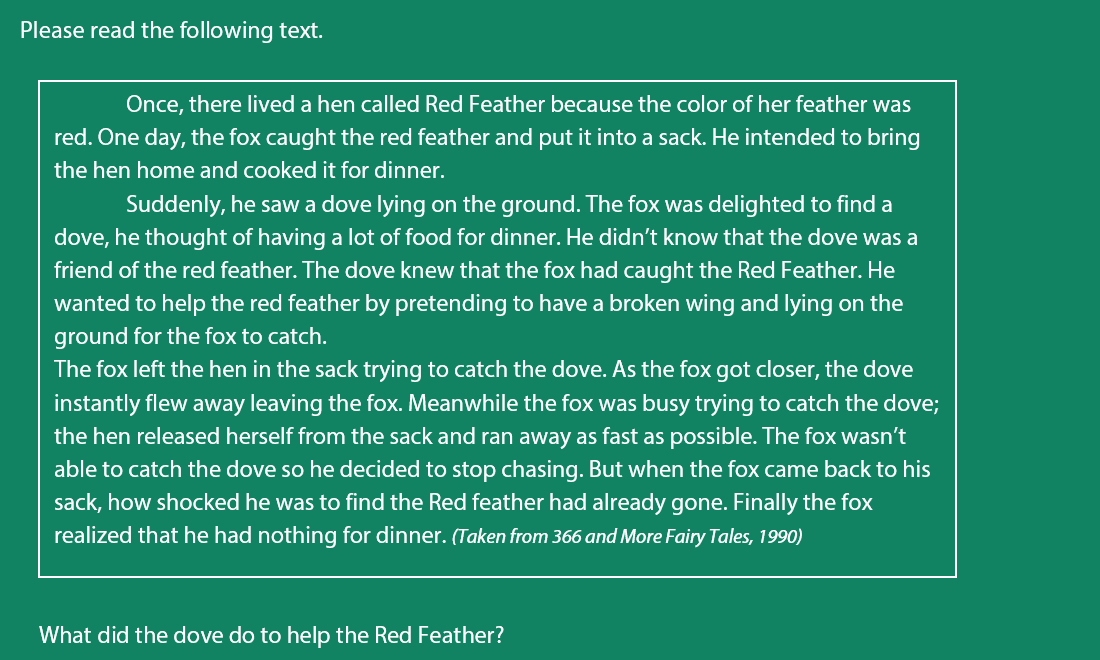 Please read the following text.
Once, there lived a hen called Red Feather because the color of her feather was
red. One day, the fox caught the red feather and put it into a sack. He intended to bring
the hen home and cooked it for dinner.
Suddenly, he saw a dove lying on the ground. The fox was delighted to find a
dove, he thought of having a lot of food for dinner. He didn’t know that the dove was a
friend of the red feather. The dove knew that the fox had caught the Red Feather. He
wanted to help the red feather by pretending to have a broken wing and lying on the
ground for the fox to catch.
The fox left the hen in the sack trying to catch the dove. As the fox got closer, the dove
instantly flew away leaving the fox. Meanwhile the fox was busy trying to catch the dove;
the hen released herself from the sack and ran away as fast as possible. The fox wasn’t
able to catch the dove so he decided to stop chasing. But when the fox came back to his
sack, how shocked he was to find the Red feather had already gone. Finally the fox
realized that he had nothing for dinner. (Taken from 366 and More Fairy Tales, 1990)
What did the dove do to help the Red Feather?